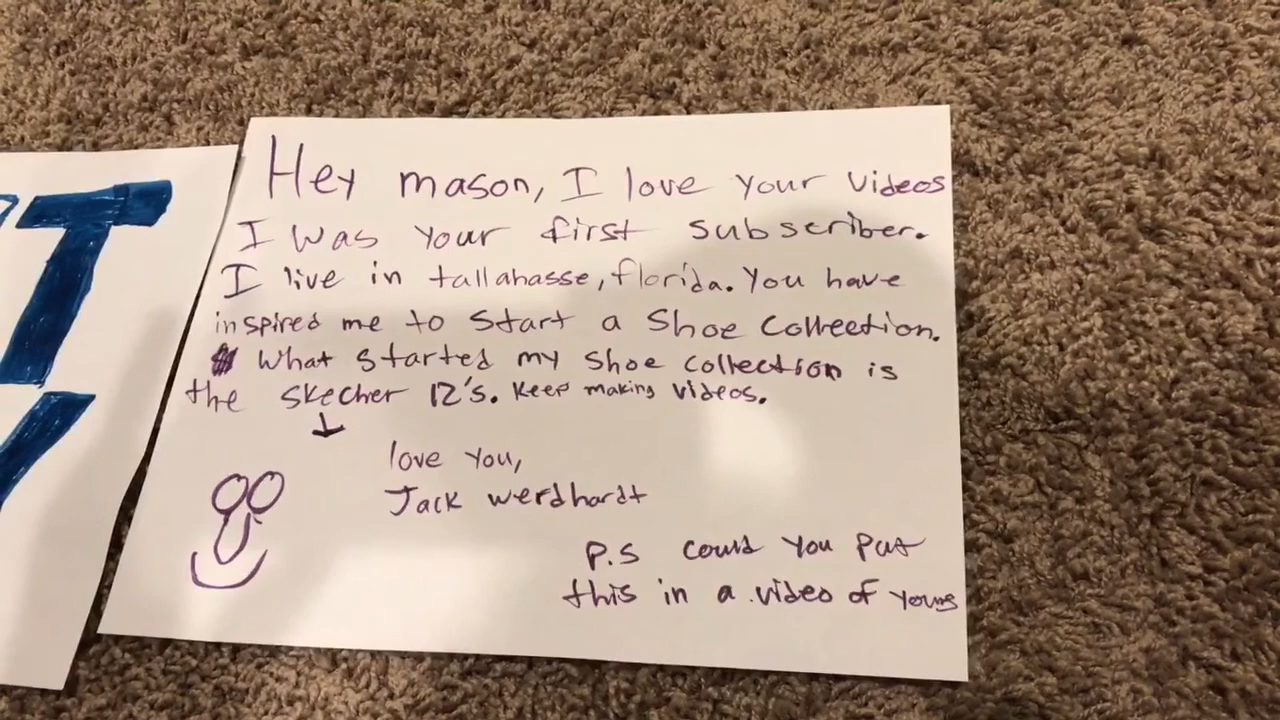 T
Hey mason, I love your videos
I was your first subscriber.
I live in tallahasse, florida. You have
inspired me to start a shoe collection.
What started my shoe collection is
the skecher 12's. Keep making videos.
love you,
Jack werdhardt
P.S could you put
this in a video of yours